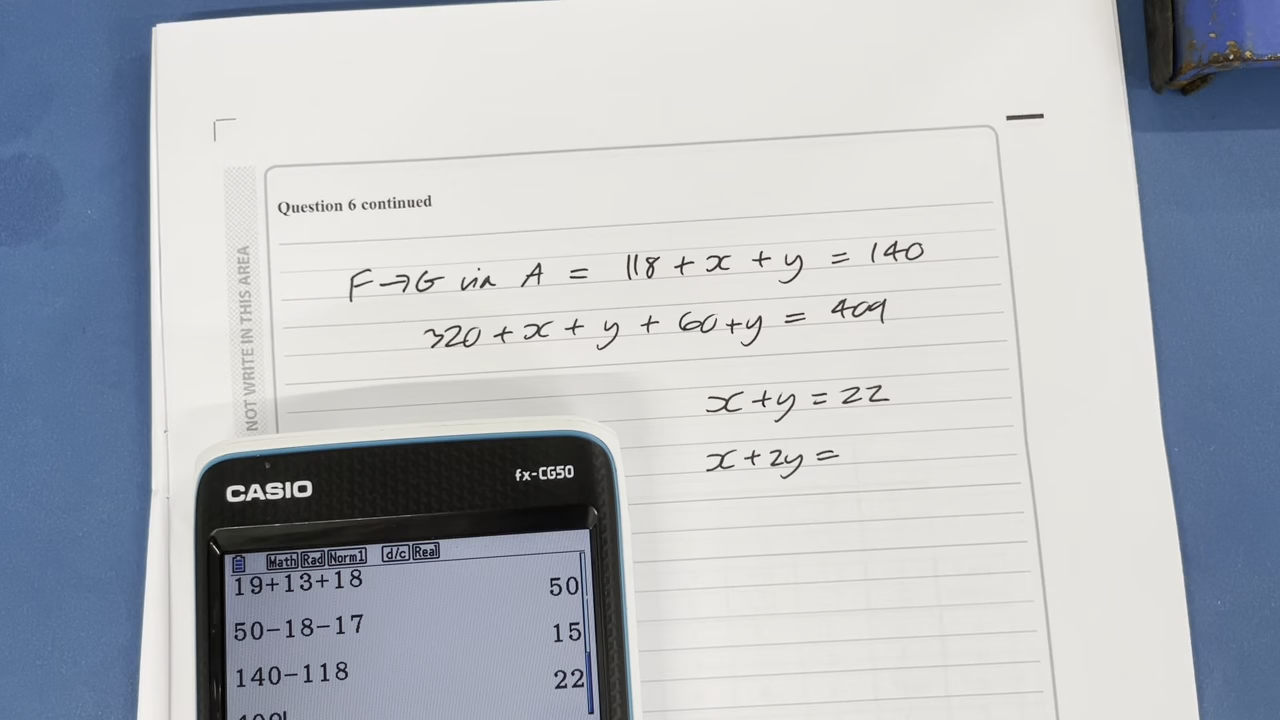 Question 6 continued
NOT WRITE IN THIS AREA
F→G via A = 118 + x + y = 140
320 + x + y + 60 + y = 409
x + y = 22
x + 2y =
CASIO
fx-CG50
Math Rad Norm1 d/c Real
19+13+18
50
50-18-17
15
140-118
22